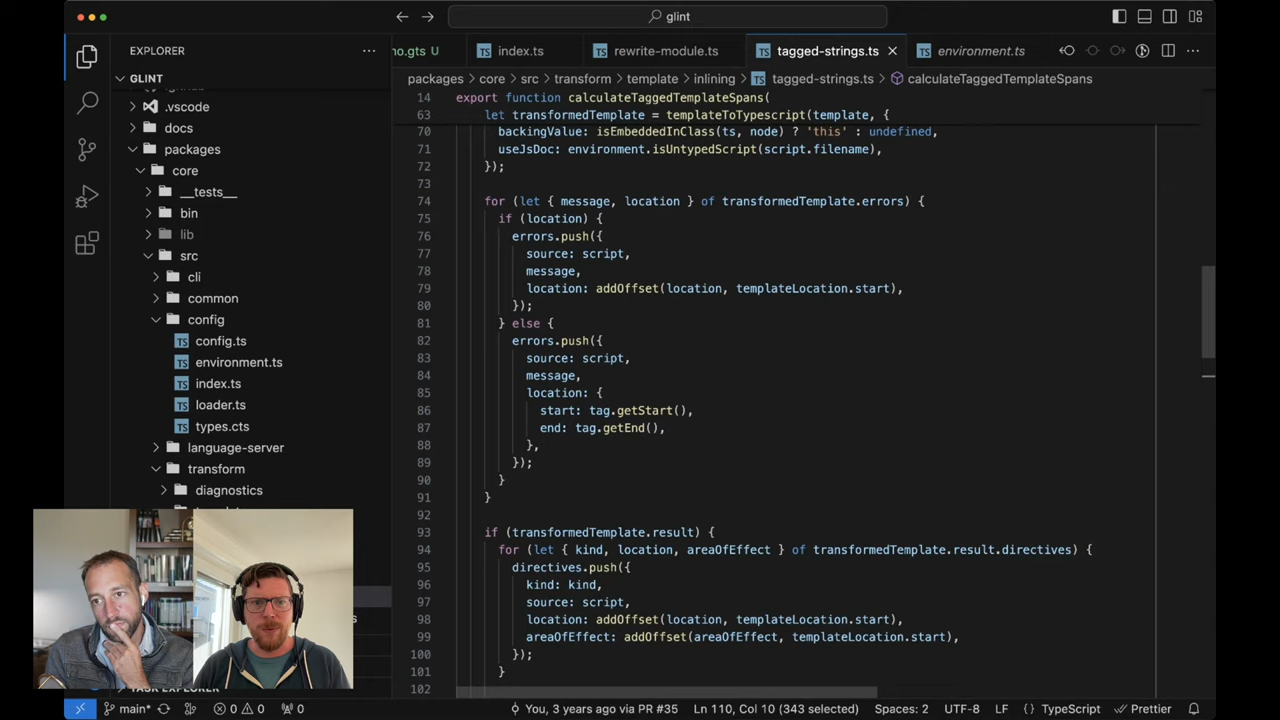 glint
EXPLORER
no.gts U
index.ts
rewrite-module.ts
tagged-strings.ts
environment.ts
GLINT
packages core src transform template inlining tagged-strings.ts calculateTaggedTemplateSpans
.vscode
docs
packages
core
__tests__
bin
lib
src
cli
common
config
config.ts
environment.ts
index.ts
loader.ts
types.cts
language-server
transform
diagnostics
14 export function calculateTaggedTemplateSpans(
63 let transformedTemplate = templateToTypescript(template, {
70 backingValue: isEmbeddedInClass(ts, node) ? 'this' : undefined,
71 useJsDoc: environment.isUntypedScript(script.filename),
72 });
73
74 for (let { message, location } of transformedTemplate.errors) {
75 if (location) {
76 errors.push({
77 source: script,
78 message,
79 location: addOffset(location, templateLocation.start),
80 });
81 } else {
82 errors.push({
83 source: script,
84 message,
85 location: {
86 start: tag.getStart(),
87 end: tag.getEnd(),
88 },
89 });
90 }
91 }
92
93 if (transformedTemplate.result) {
94 for (let { kind, location, areaOfEffect } of transformedTemplate.result.directives) {
95 directives.push({
96 kind: kind,
97 source: script,
98 location: addOffset(location, templateLocation.start),
99 areaOfEffect: addOffset(areaOfEffect, templateLocation.start),
100 });
101 }
102
main* 0 0 0 You, 3 years ago via PR #35 Ln 110, Col 10 (343 selected) Spaces: 2 UTF-8 LF TypeScript Prettier